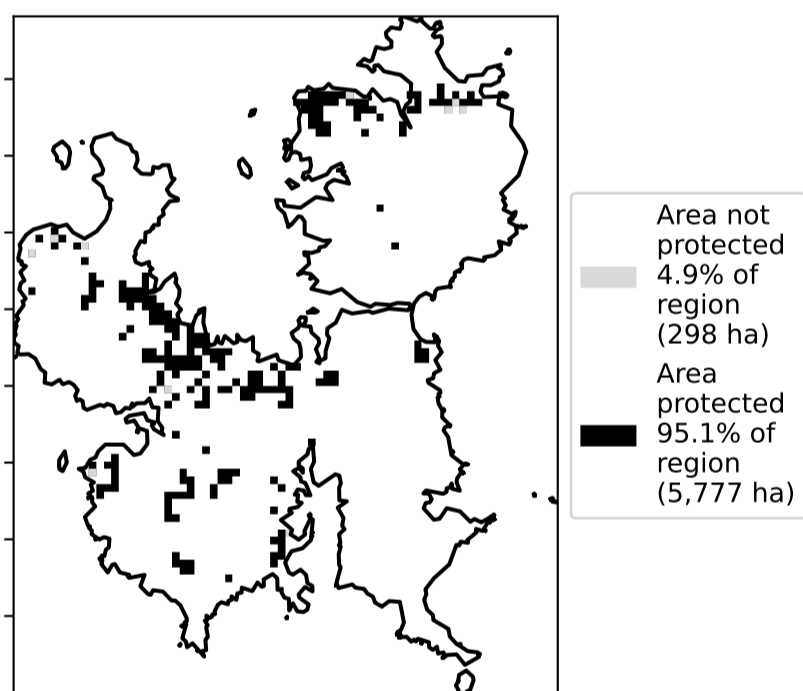 Area not
protected
4.9% of
region
(298 ha)
Area
protected
95.1% of
region
(5,777 ha)